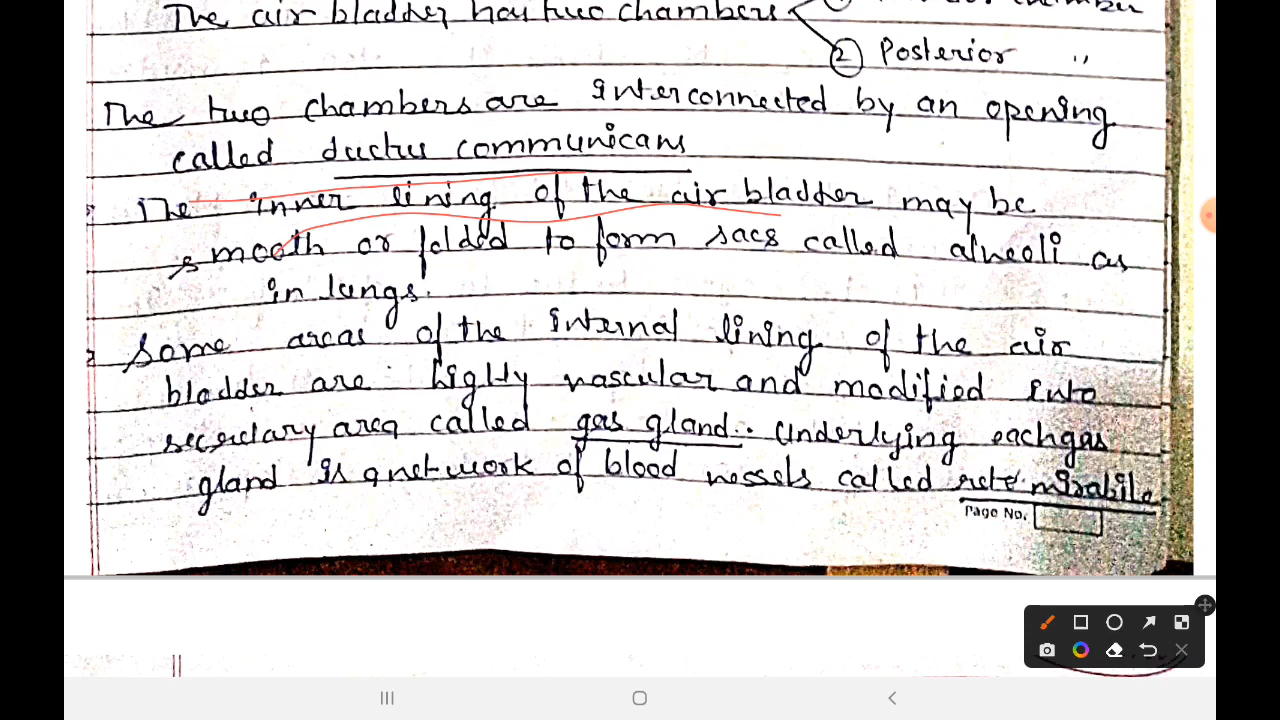 The air bladder has two chambers
② Posterior "
The two chambers are interconnected by an opening
called ductus communicans
The inner lining of the air bladder may be
smooth or folded to form sacs called alveoli as
in lungs.
Some areas of the internal lining of the air
bladder are highly vascular and modified into
area called gas gland. Underlying each gas
gland is a network of blood vessels called rete mirabile.
Page No.